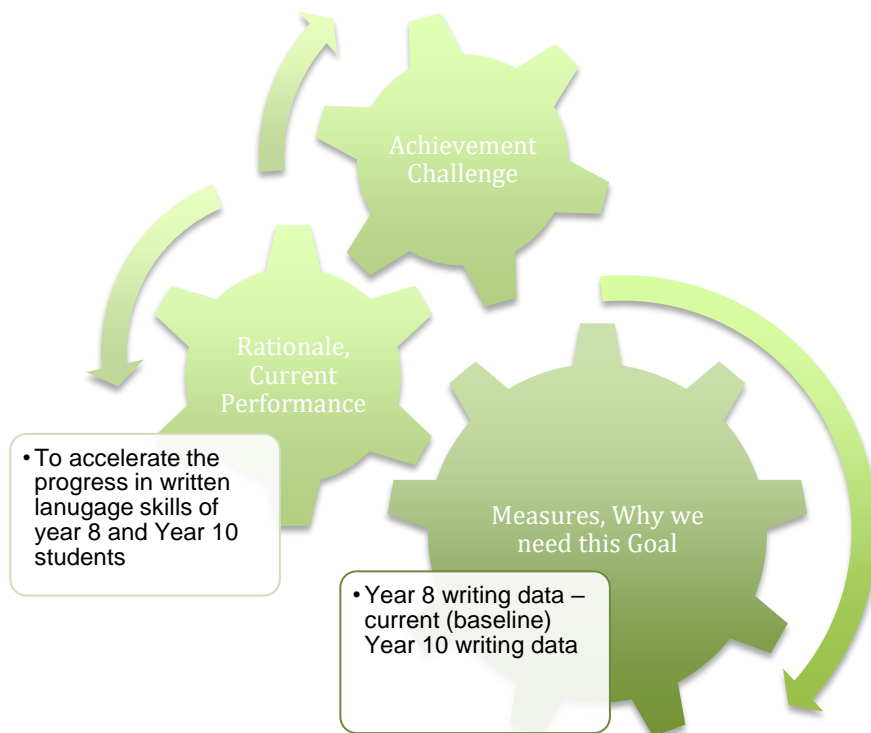 Achievement
Challenge
Rationale,
Current
Performance
• To accelerate the
progress in written
lanugage skills of
year 8 and Year 10
students
Measures, Why we
need this Goal
• Year 8 writing data –
current (baseline)
Year 10 writing data